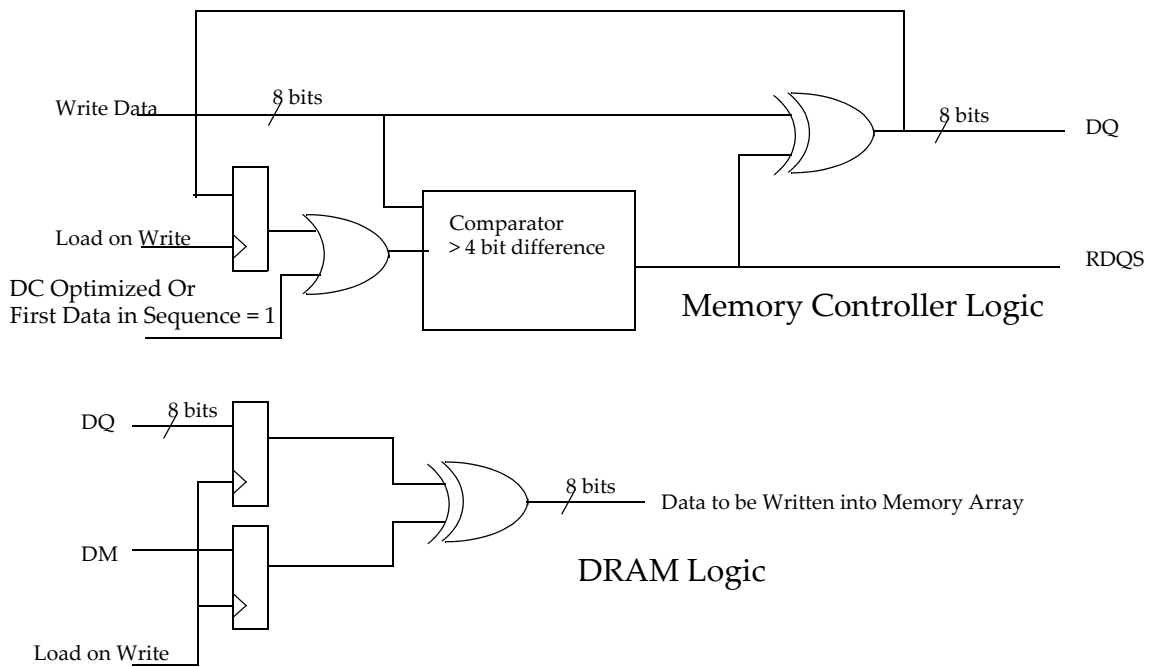 8 bits
Write Data
8 bits
DQ
Load on Write
Comparator
> 4 bit difference
RDQS
DC Optimized Or
First Data in Sequence = 1
Memory Controller Logic
DQ
8 bits
8 bits
Data to be Written into Memory Array
DM
DRAM Logic
Load on Write